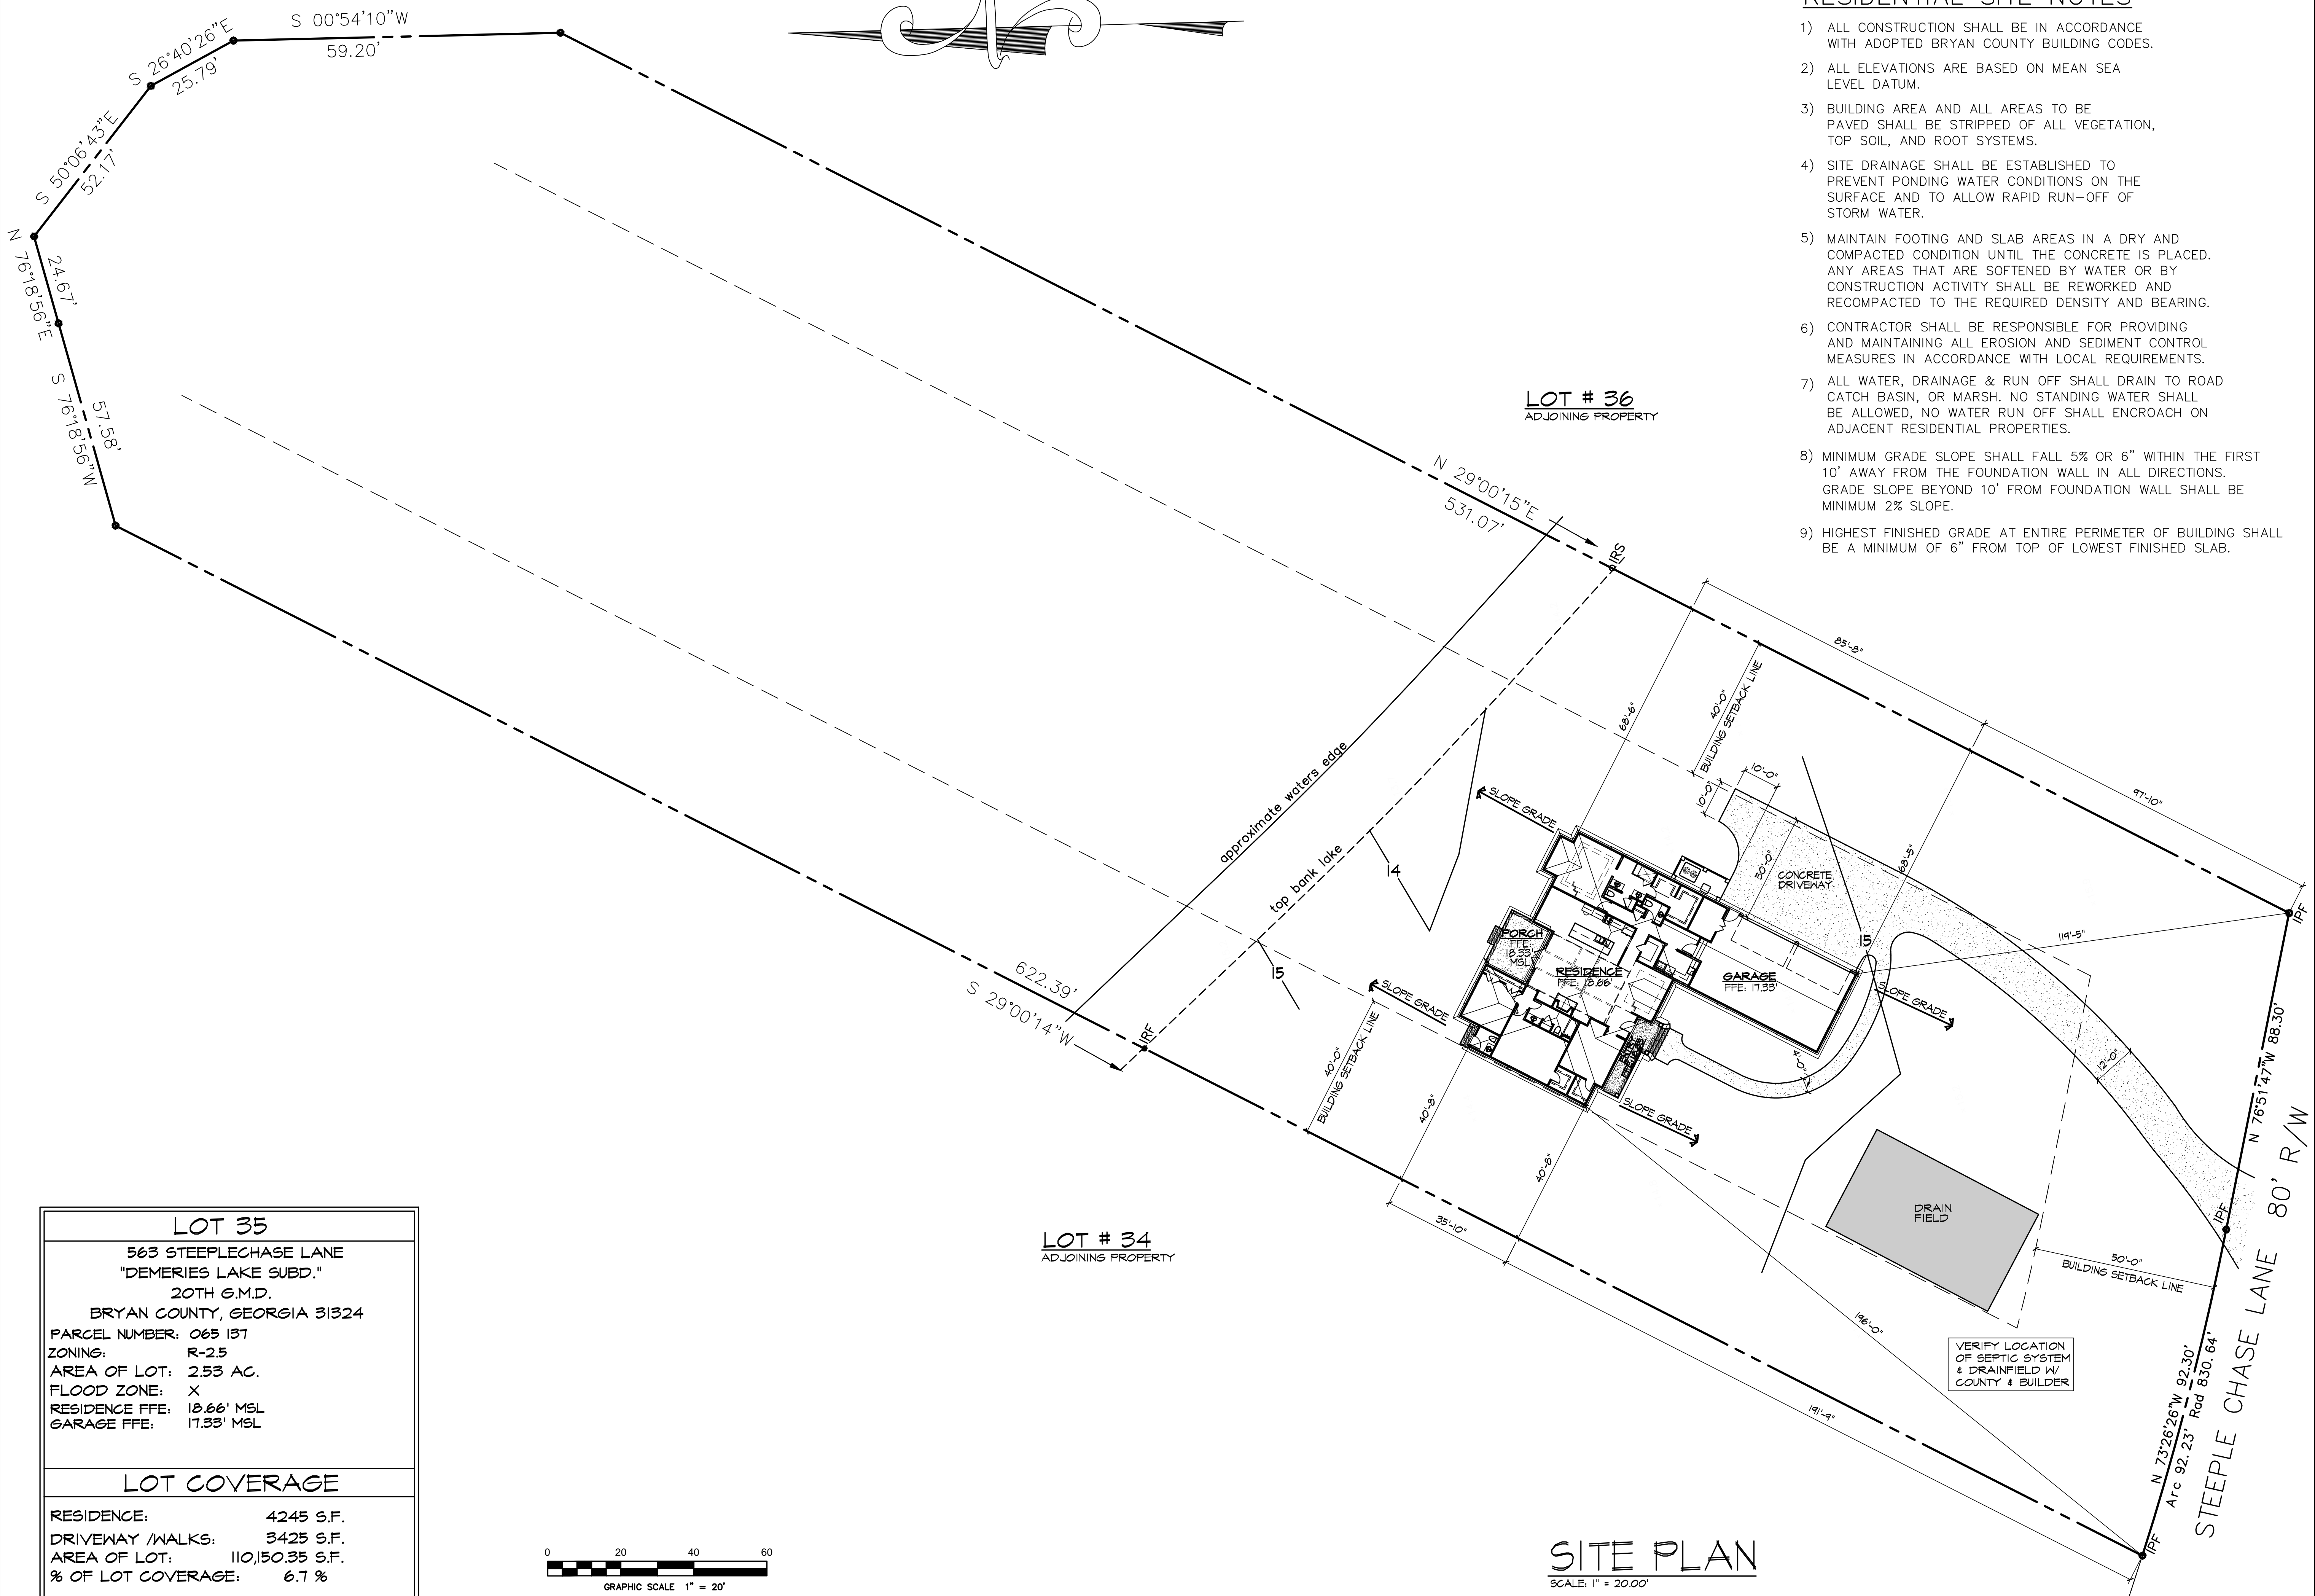 RESIDENTIAL SITE NOTES
1) ALL CONSTRUCTION SHALL BE IN ACCORDANCE
WITH ADOPTED BRYAN COUNTY BUILDING CODES.
2) ALL ELEVATIONS ARE BASED ON MEAN SEA
LEVEL DATUM.
3) BUILDING AREA AND ALL AREAS TO BE
PAVED SHALL BE STRIPPED OF ALL VEGETATION,
TOP SOIL, AND ROOT SYSTEMS.
4) SITE DRAINAGE SHALL BE ESTABLISHED TO
PREVENT PONDING WATER CONDITIONS ON THE
SURFACE AND TO ALLOW RAPID RUN-OFF OF
STORM WATER.
5) MAINTAIN FOOTING AND SLAB AREAS IN A DRY AND
COMPACTED CONDITION UNTIL THE CONCRETE IS PLACED.
ANY AREAS THAT ARE SOFTENED BY WATER OR BY
CONSTRUCTION ACTIVITY SHALL BE REWORKED AND
RECOMPACTED TO THE REQUIRED DENSITY AND BEARING.
6) CONTRACTOR SHALL BE RESPONSIBLE FOR PROVIDING
AND MAINTAINING ALL EROSION AND SEDIMENT CONTROL
MEASURES IN ACCORDANCE WITH LOCAL REQUIREMENTS.
7) ALL WATER, DRAINAGE & RUN OFF SHALL DRAIN TO ROAD
CATCH BASIN, OR MARSH. NO STANDING WATER SHALL
BE ALLOWED, NO WATER RUN OFF SHALL ENCROACH ON
ADJACENT RESIDENTIAL PROPERTIES.
8) MINIMUM GRADE SLOPE SHALL FALL 5% OR 6" WITHIN THE FIRST
10' AWAY FROM THE FOUNDATION WALL IN ALL DIRECTIONS.
GRADE SLOPE BEYOND 10' FROM FOUNDATION WALL SHALL BE
MINIMUM 2% SLOPE.
9) HIGHEST FINISHED GRADE AT ENTIRE PERIMETER OF BUILDING SHALL
BE A MINIMUM OF 6" FROM TOP OF LOWEST FINISHED SLAB.
S 00°54'10"W
59.20'
S 26°40'26"E
25.79'
S 50°06'43"E
52.17'
N 76°18'56"E
24.67'
S 76°18'56"W
57.58'
LOT # 36
ADJOINING PROPERTY
N 29°00'15"E
531.07'
IRS
85'-8"
68'-6"
40'-0"
BUILDING SETBACK LINE
10'-0"
10'-0"
97'-10"
SLOPE GRADE
approximate waters edge
top bank lake
14
15
30'-0"
CONCRETE
DRIVEWAY
68'-5"
15
119'-5"
IPF
PORCH
FFE:
18.33'
MSL
RESIDENCE
FFE: 18.66'
GARAGE
FFE: 17.33'
ENTRY
SLOPE GRADE
SLOPE GRADE
622.39'
S 29°00'14"W
IRF
40'-0"
BUILDING SETBACK LINE
4'-0"
12'-0"
N 76°51'47"W 88.30'
40'-8"
40'-8"
SLOPE GRADE
DRAIN
FIELD
IPF
35'-10"
50'-0"
BUILDING SETBACK LINE
LOT # 34
ADJOINING PROPERTY
196'-0"
191'-9"
VERIFY LOCATION
OF SEPTIC SYSTEM
& DRAINFIELD W/
COUNTY & BUILDER
N 73°26'26"W 92.30'
Arc 92.23' Rad 830.64'
STEEPLE CHASE LANE 80' R/W
IPF
LOT 35
563 STEEPLECHASE LANE
"DEMERIES LAKE SUBD."
20TH G.M.D.
BRYAN COUNTY, GEORGIA 31324
PARCEL NUMBER: 065 137
ZONING: R-2.5
AREA OF LOT: 2.53 AC.
FLOOD ZONE: X
RESIDENCE FFE: 18.66' MSL
GARAGE FFE: 17.33' MSL
LOT COVERAGE
RESIDENCE: 4245 S.F.
DRIVEWAY /WALKS: 3425 S.F.
AREA OF LOT: 110,150.35 S.F.
% OF LOT COVERAGE: 6.7 %
0 20 40 60
GRAPHIC SCALE 1" = 20'
SITE PLAN
SCALE: 1" = 20.00'